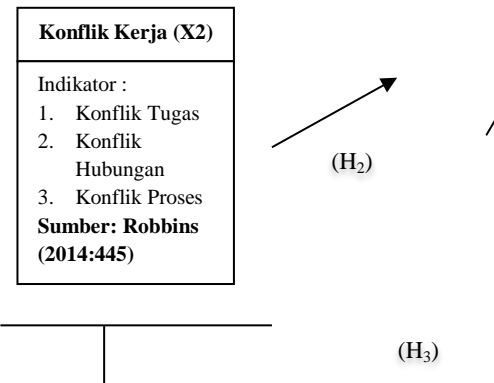 Konflik Kerja (X2)
Indikator :
1. Konflik Tugas
2. Konflik
Hubungan
3. Konflik Proses
Sumber: Robbins
(2014:445)
(H₂)
(H₃)